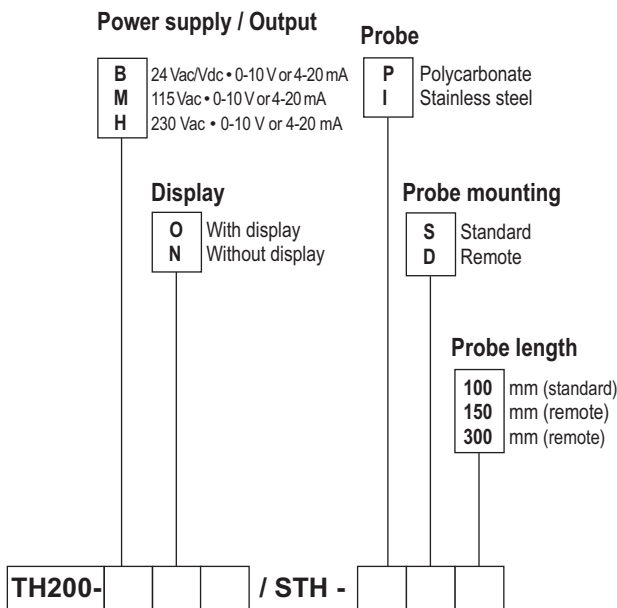 Power supply / Output
B 24 Vac/Vdc • 0-10 V or 4-20 mA
M 115 Vac • 0-10 V or 4-20 mA
H 230 Vac • 0-10 V or 4-20 mA
Probe
P Polycarbonate
I Stainless steel
Display
O With display
N Without display
Probe mounting
S Standard
D Remote
Probe length
100 mm (standard)
150 mm (remote)
300 mm (remote)
TH200- / STH -